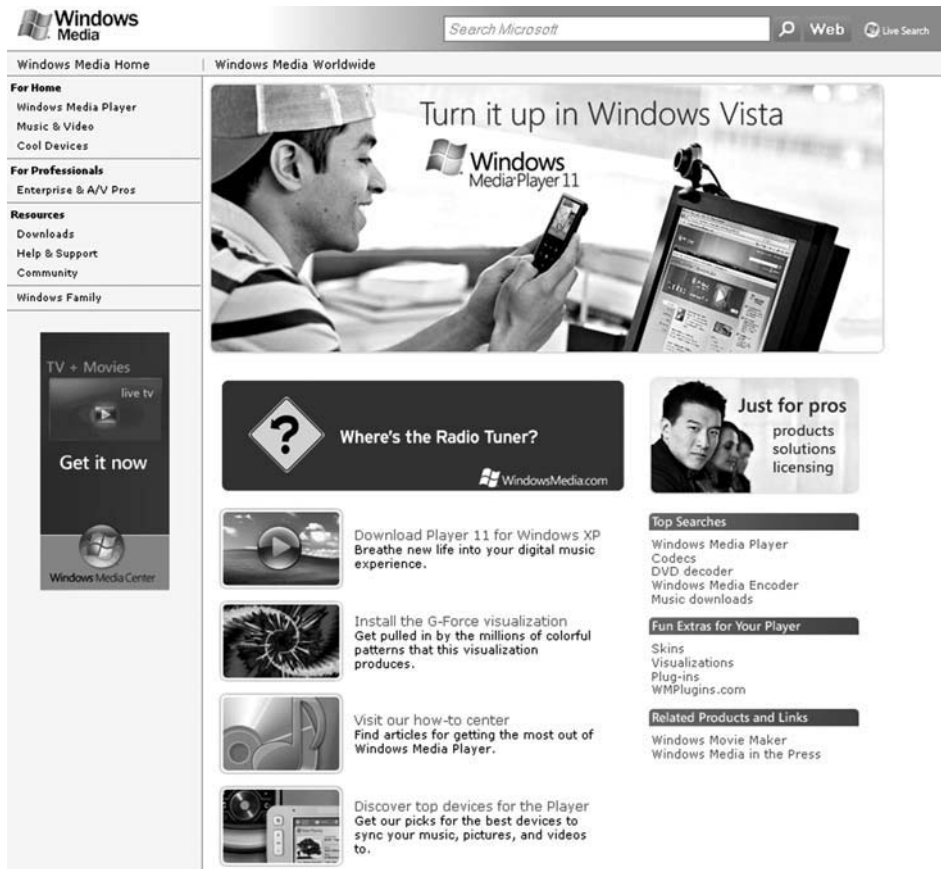 Windows
Media
Search Microsoft
Web
Live Search
Windows Media Home
Windows Media Worldwide
For Home
Windows Media Player
Music & Video
Cool Devices
For Professionals
Enterprise & A/V Pros
Resources
Downloads
Help & Support
Community
Windows Family
TV + Movies
live tv
Get it now
Windows Media Center
Turn it up in Windows Vista
Windows
Media Player 11
?
Where's the Radio Tuner?
WindowsMedia.com
Download Player 11 for Windows XP
Breathe new life into your digital music
experience.
Install the G-Force visualization
Get pulled in by the millions of colorful
patterns that this visualization
produces.
Visit our how-to center
Find articles for getting the most out of
Windows Media Player.
Discover top devices for the Player
Get our picks for the best devices to
sync your music, pictures, and videos
to.
Just for pros
products
solutions
licensing
Top Searches
Windows Media Player
Codecs
DVD decoder
Windows Media Encoder
Music downloads
Fun Extras for Your Player
Skins
Visualizations
Plug-ins
WMPlugins.com
Related Products and Links
Windows Movie Maker
Windows Media in the Press